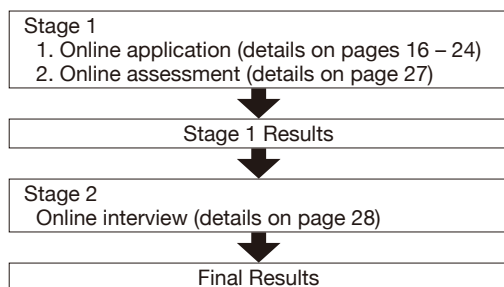 Stage 1
1. Online application (details on pages 16 – 24)
2. Online assessment (details on page 27)
Stage 1 Results
Stage 2
Online interview (details on page 28)
Final Results